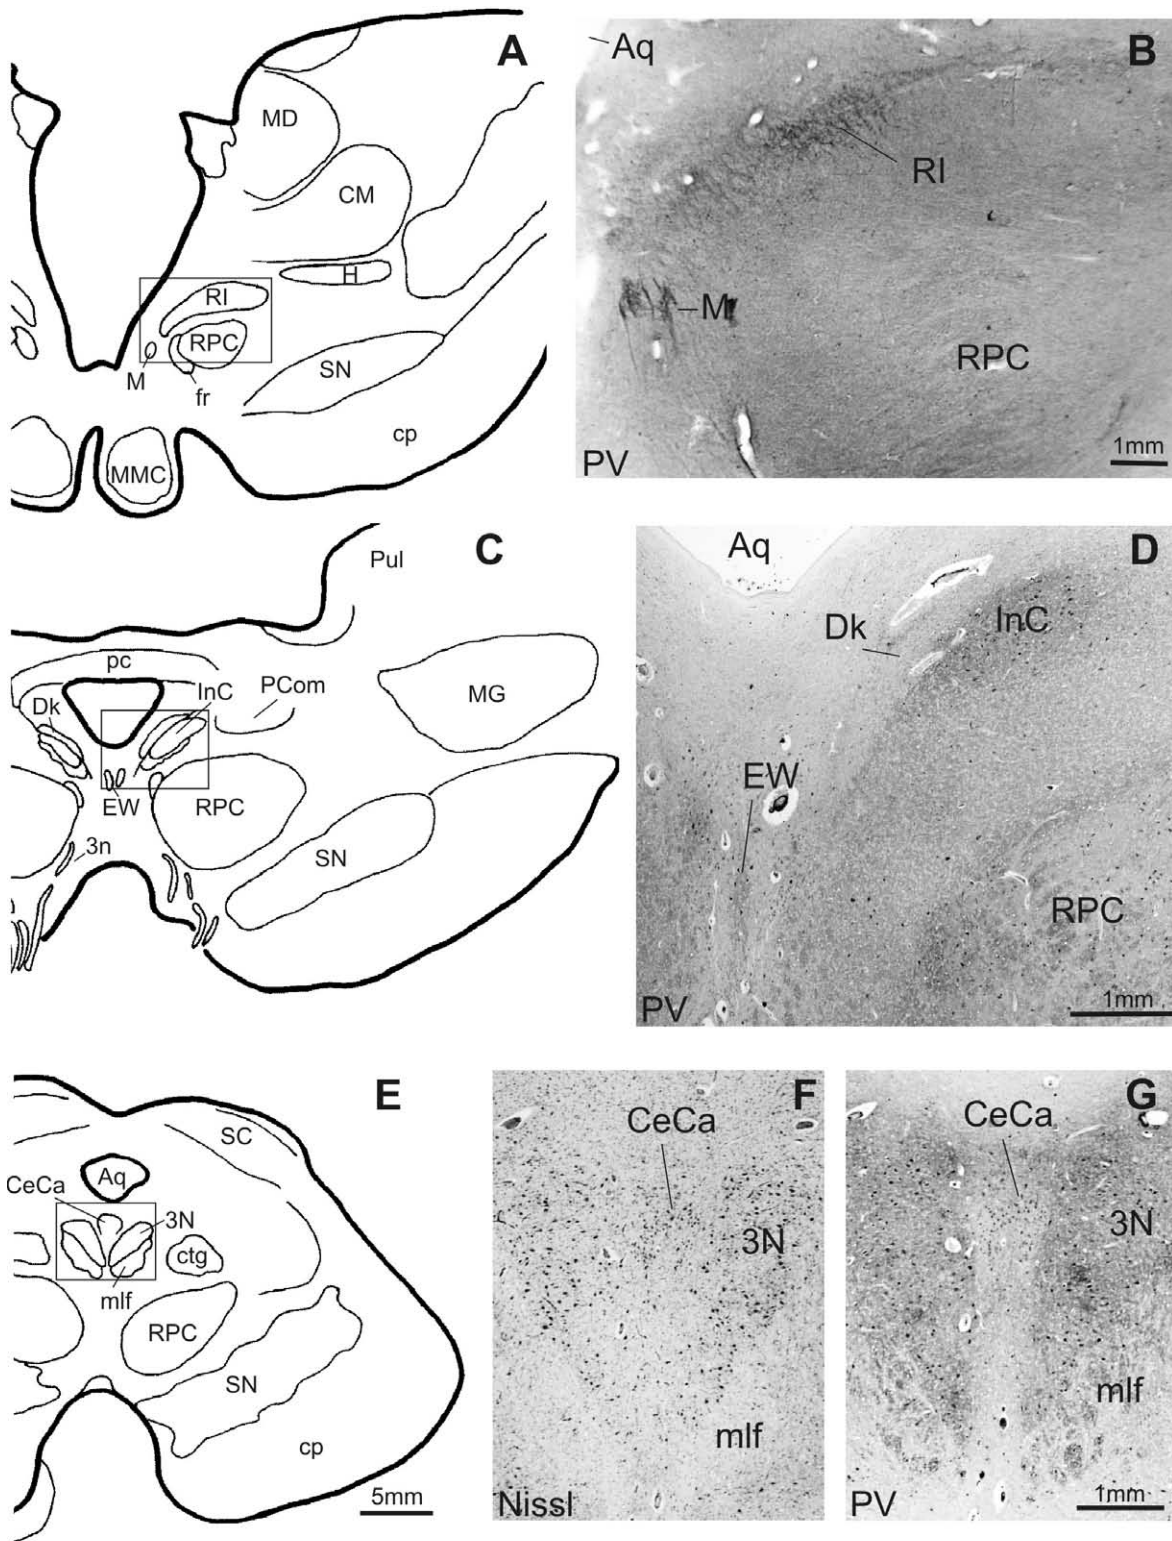 A
MD
CM
H
RI
RPC
M
fr
SN
cp
MMC
Aq
B
RI
M
RPC
PV
1mm
C
Pul
pc
Dk
InC
PCom
MG
EW
RPC
3n
SN
Aq
D
Dk
InC
EW
RPC
PV
1mm
E
SC
Aq
CeCa
3N
ctg
mlf
RPC
SN
cp
5mm
F
CeCa
3N
mlf
Nissl
G
CeCa
3N
mlf
PV
1mm